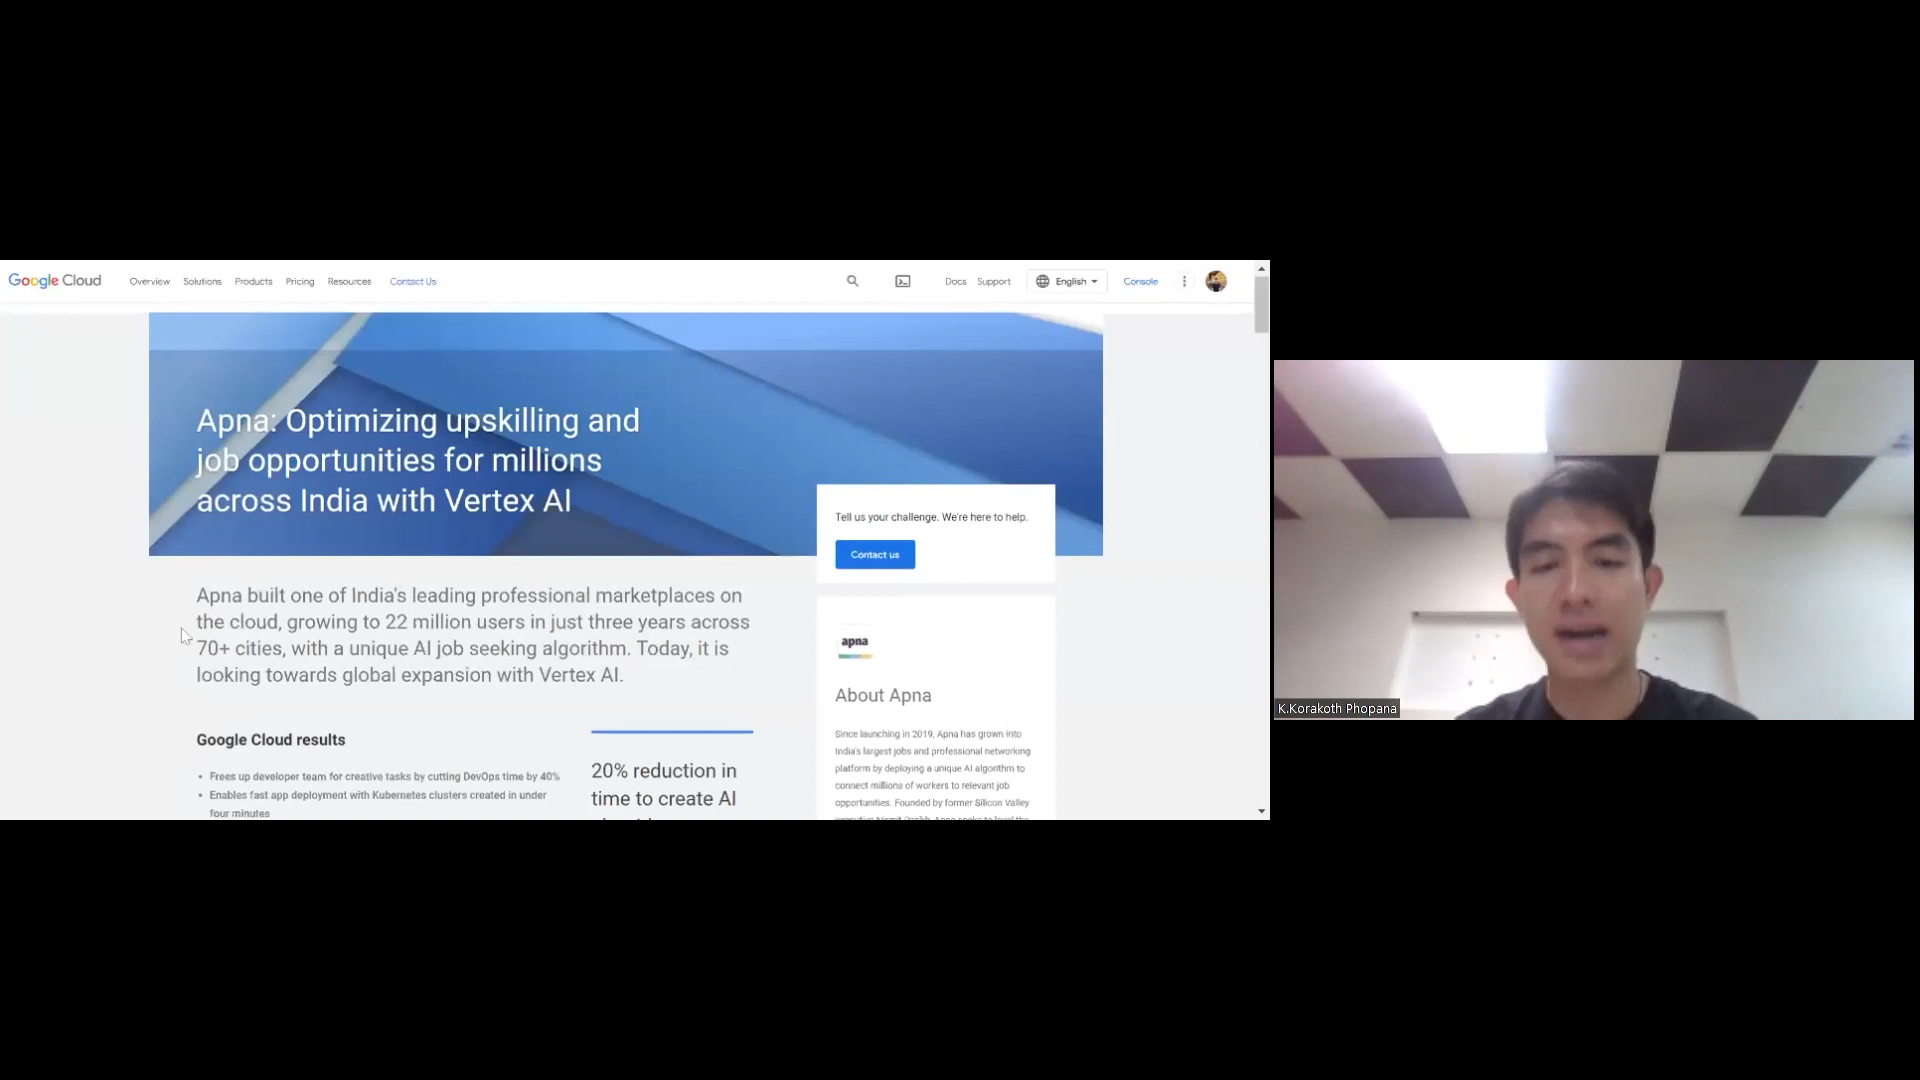 Google Cloud
Overview Solutions Products Pricing Resources Contact Us
Docs Support English Console
Apna: Optimizing upskilling and
job opportunities for millions
across India with Vertex AI
Tell us your challenge. We're here to help.
Contact us
Apna built one of India's leading professional marketplaces on
the cloud, growing to 22 million users in just three years across
70+ cities, with a unique AI job seeking algorithm. Today, it is
looking towards global expansion with Vertex AI.
apna
About Apna
Since launching in 2019, Apna has grown into
India's largest jobs and professional networking
platform by deploying a unique AI algorithm to
connect millions of workers to relevant job
opportunities. Founded by former Silicon Valley
Google Cloud results
• Frees up developer team for creative tasks by cutting DevOps time by 40%
• Enables fast app deployment with Kubernetes clusters created in under
four minutes
20% reduction in
time to create AI
K.Korakoth Phopana